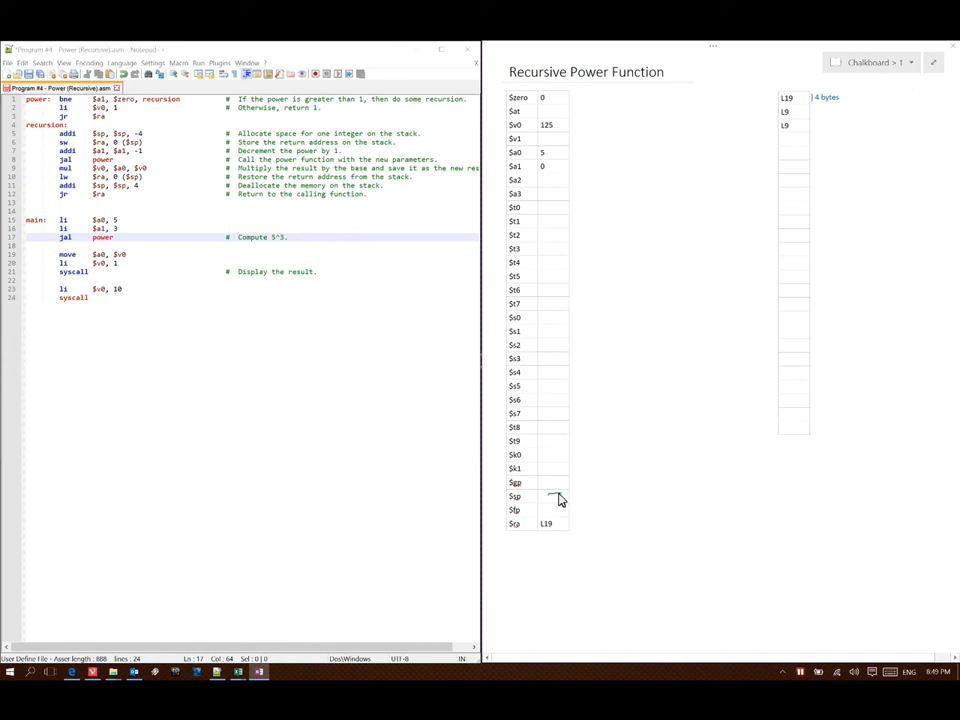 *Program #4 - Power (Recursive).asm - Notepad++
File Edit Search View Encoding Language Settings Macro Run Plugins Window ?
Program #4 - Power (Recursive).asm
1 power: bne $a1, $zero, recursion # If the power is greater than 1, then do some recursion.
2 li $v0, 1 # Otherwise, return 1.
3 jr $ra
4 recursion:
5 addi $sp, $sp, -4 # Allocate space for one integer on the stack.
6 sw $ra, 0 ($sp) # Store the return address on the stack.
7 addi $a1, $a1, -1 # Decrement the power by 1.
8 jal power # Call the power function with the new parameters.
9 mul $v0, $a0, $v0 # Multiply the result by the base and save it as the new res
10 lw $ra, 0 ($sp) # Restore the return address from the stack.
11 addi $sp, $sp, 4 # Deallocate the memory on the stack.
12 jr $ra # Return to the calling function.
13
14
15 main: li $a0, 5
16 li $a1, 3
17 jal power # Compute 5^3.
18
19 move $a0, $v0
20 li $v0, 1
21 syscall # Display the result.
22
23 li $v0, 10
24 syscall
User Define File - Asser length : 888 lines : 24 Ln : 17 Col : 64 Sel : 0 | 0 Dos\Windows UTF-8 IN:
Chalkboard > 1
Recursive Power Function
$zero 0
$at
$v0 125
$v1
$a0 5
$a1 0
$a2
$a3
$t0
$t1
$t2
$t3
$t4
$t5
$t6
$t7
$s0
$s1
$s2
$s3
$s4
$s5
$s6
$s7
$t8
$t9
$k0
$k1
$gp
$sp
$fp
$ra L19
L19 } 4 bytes
L9
L9
ENG 8:49 PM